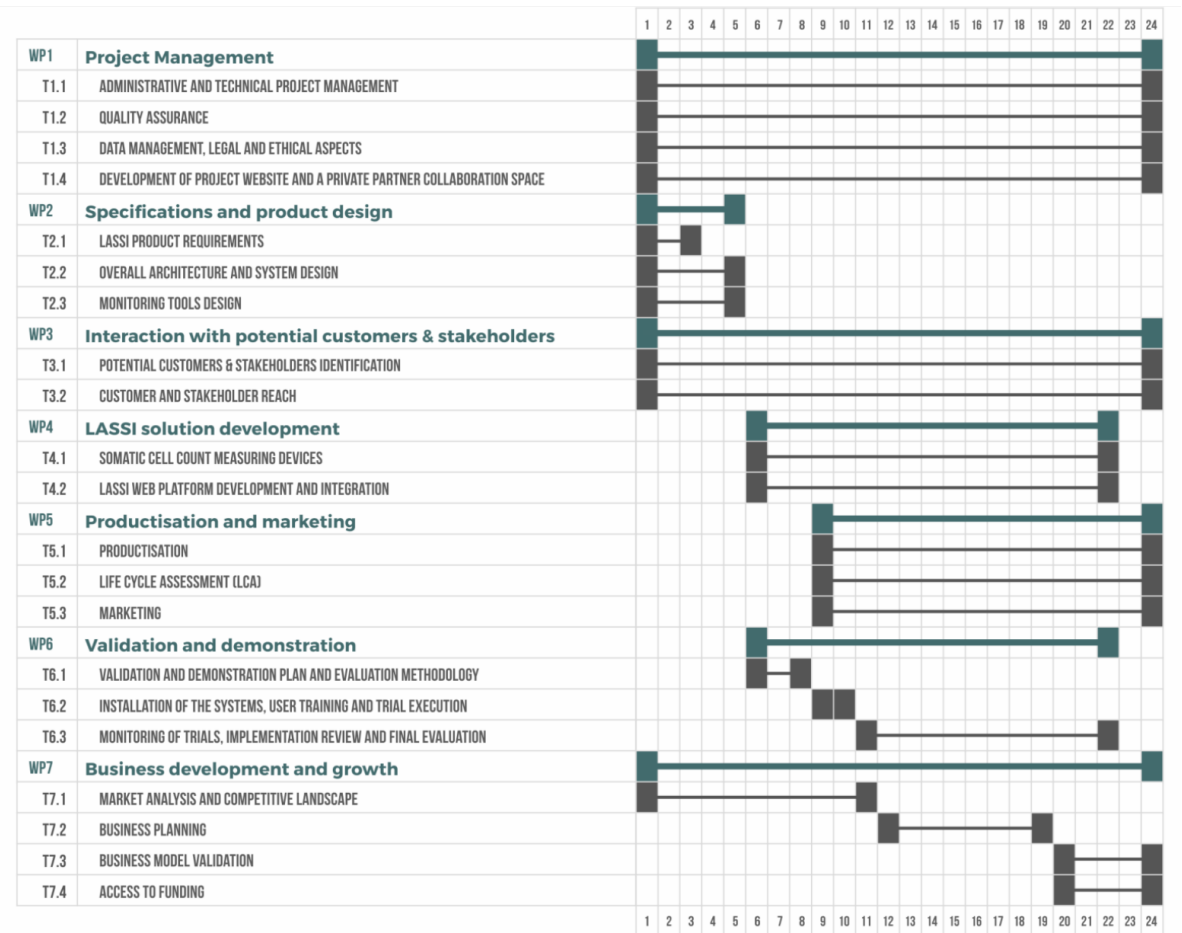 1 2 3 4 5 6 7 8 9 10 11 12 13 14 15 16 17 18 19 20 21 22 23 24
WP1 Project Management
T1.1 ADMINISTRATIVE AND TECHNICAL PROJECT MANAGEMENT
T1.2 QUALITY ASSURANCE
T1.3 DATA MANAGEMENT, LEGAL AND ETHICAL ASPECTS
T1.4 DEVELOPMENT OF PROJECT WEBSITE AND A PRIVATE PARTNER COLLABORATION SPACE
WP2 Specifications and product design
T2.1 LASSI PRODUCT REQUIREMENTS
T2.2 OVERALL ARCHITECTURE AND SYSTEM DESIGN
T2.3 MONITORING TOOLS DESIGN
WP3 Interaction with potential customers & stakeholders
T3.1 POTENTIAL CUSTOMERS & STAKEHOLDERS IDENTIFICATION
T3.2 CUSTOMER AND STAKEHOLDER REACH
WP4 LASSI solution development
T4.1 SOMATIC CELL COUNT MEASURING DEVICES
T4.2 LASSI WEB PLATFORM DEVELOPMENT AND INTEGRATION
WP5 Productisation and marketing
T5.1 PRODUCTISATION
T5.2 LIFE CYCLE ASSESSMENT (LCA)
T5.3 MARKETING
WP6 Validation and demonstration
T6.1 VALIDATION AND DEMONSTRATION PLAN AND EVALUATION METHODOLOGY
T6.2 INSTALLATION OF THE SYSTEMS, USER TRAINING AND TRIAL EXECUTION
T6.3 MONITORING OF TRIALS, IMPLEMENTATION REVIEW AND FINAL EVALUATION
WP7 Business development and growth
T7.1 MARKET ANALYSIS AND COMPETITIVE LANDSCAPE
T7.2 BUSINESS PLANNING
T7.3 BUSINESS MODEL VALIDATION
T7.4 ACCESS TO FUNDING
1 2 3 4 5 6 7 8 9 10 11 12 13 14 15 16 17 18 19 20 21 22 23 24